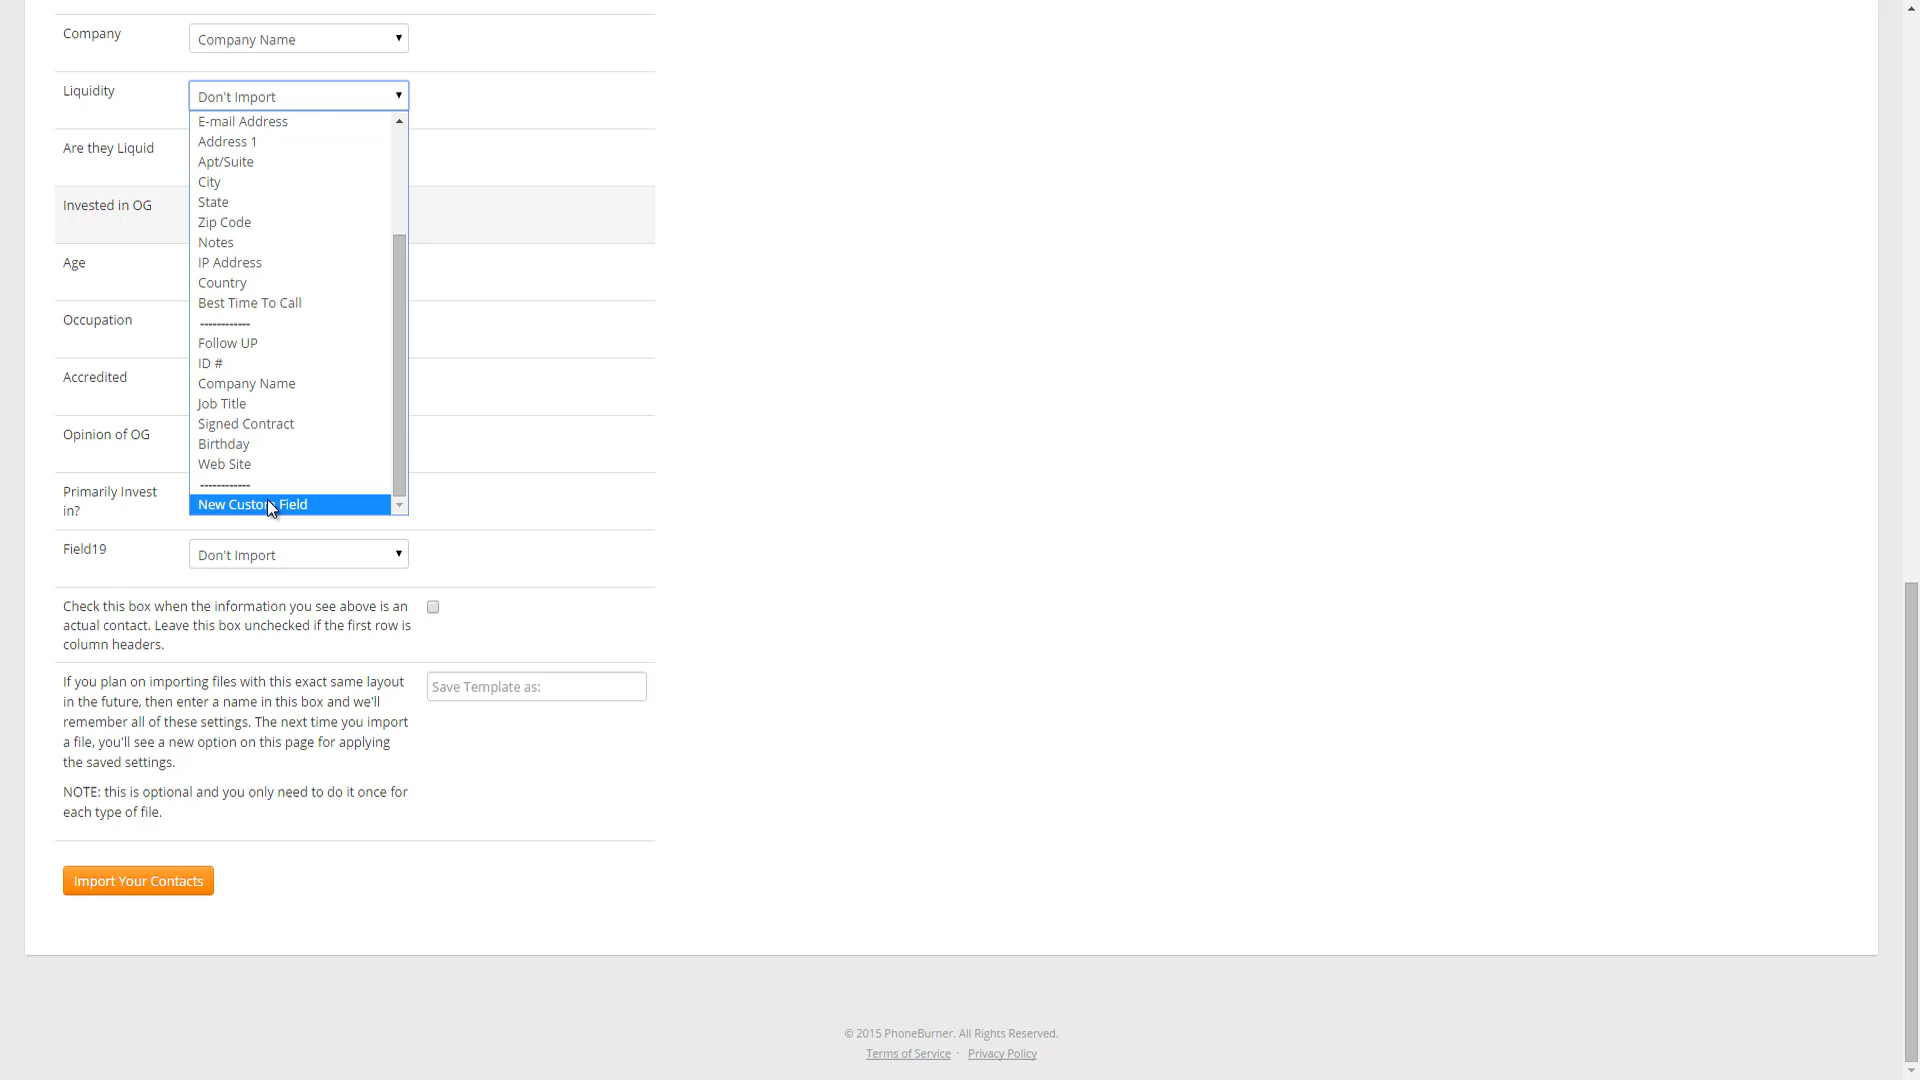 Company
Company Name
Liquidity
Don't Import
E-mail Address
Address 1
Apt/Suite
City
State
Zip Code
Notes
IP Address
Country
Best Time To Call
------------
Follow UP
ID #
Company Name
Job Title
Signed Contract
Birthday
Web Site
------------
New Custom Field
Are they Liquid
Invested in OG
Age
Occupation
Accredited
Opinion of OG
Primarily Invest
in?
Field19
Don't Import
Check this box when the information you see above is an
actual contact. Leave this box unchecked if the first row is
column headers.
If you plan on importing files with this exact same layout
in the future, then enter a name in this box and we'll
remember all of these settings. The next time you import
a file, you'll see a new option on this page for applying
the saved settings.
Save Template as:
NOTE: this is optional and you only need to do it once for
each type of file.
Import Your Contacts
© 2015 PhoneBurner. All Rights Reserved.
Terms of Service · Privacy Policy